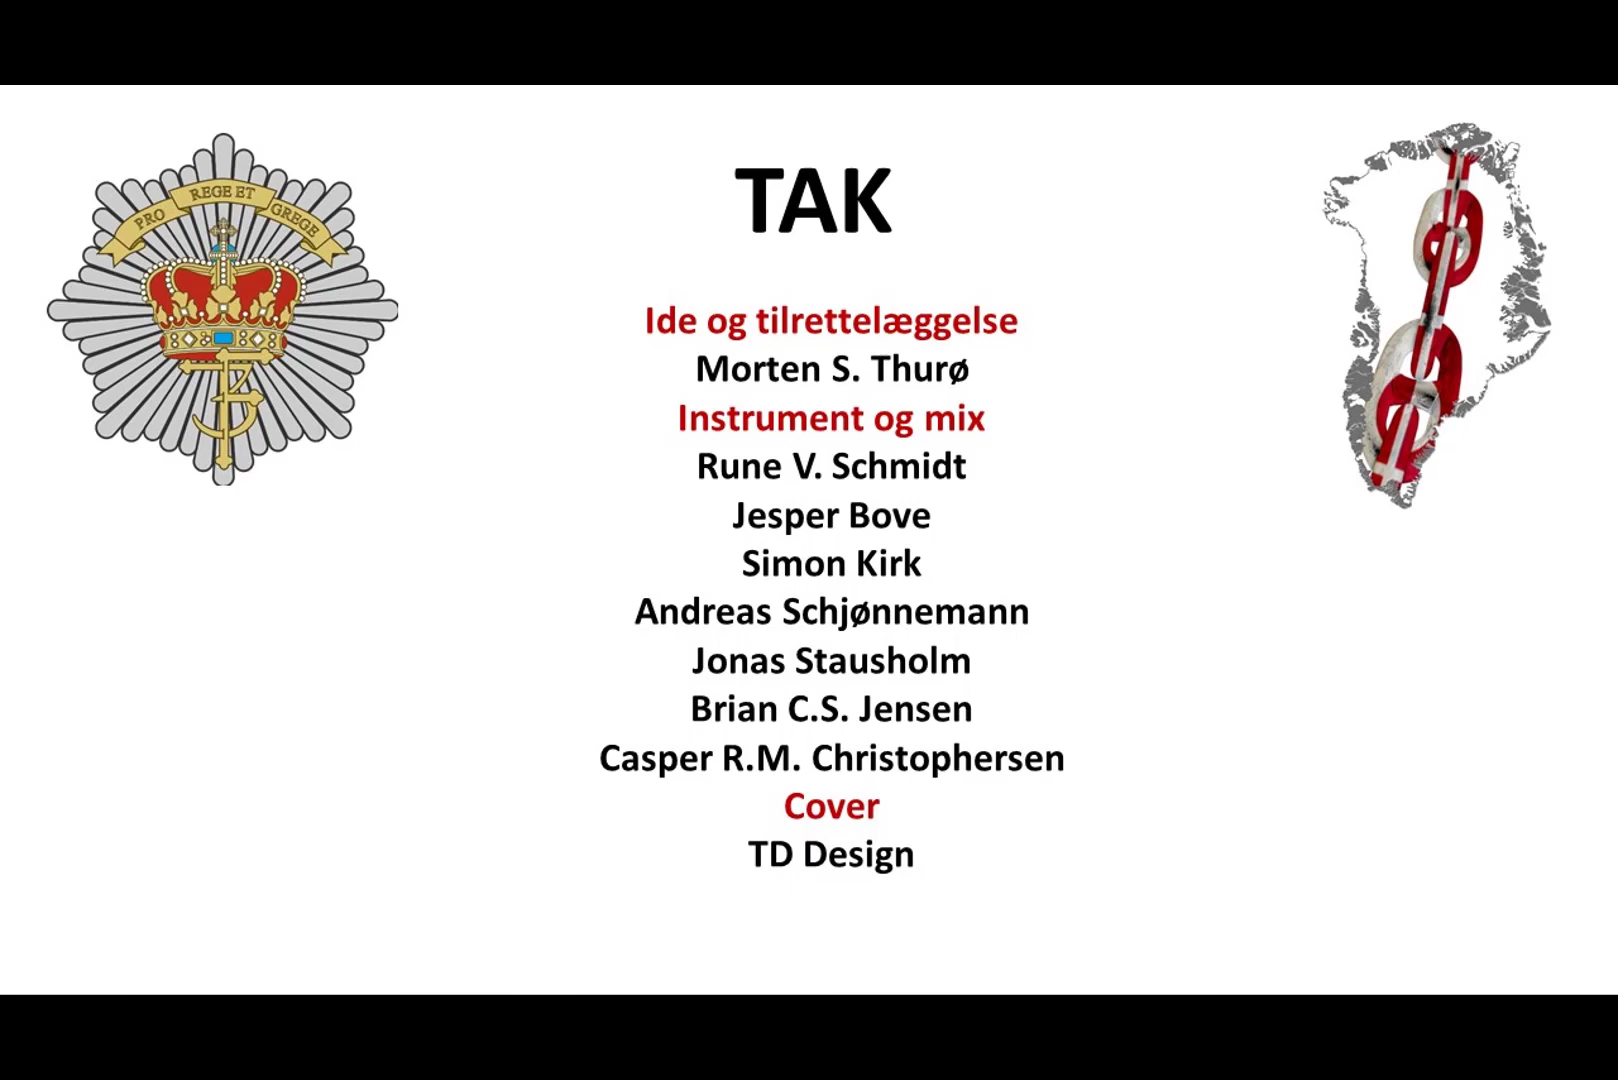 PRO REGE ET GREGE
TAK
Ide og tilrettelæggelse
Morten S. Thurø
Instrument og mix
Rune V. Schmidt
Jesper Bove
Simon Kirk
Andreas Schjønnemann
Jonas Stausholm
Brian C.S. Jensen
Casper R.M. Christophersen
Cover
TD Design